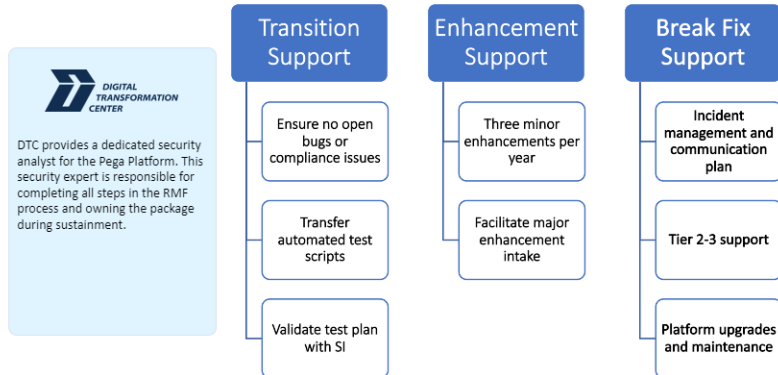 DIGITAL
TRANSFORMATION
CENTER
DTC provides a dedicated security
analyst for the Pega Platform. This
security expert is responsible for
completing all steps in the RMF
process and owning the package
during sustainment.
Transition
Support
Ensure no open
bugs or
compliance issues
Transfer
automated test
scripts
Validate test plan
with SI
Enhancement
Support
Three minor
enhancements per
year
Facilitate major
enhancement
intake
Break Fix
Support
Incident
management and
communication
plan
Tier 2-3 support
Platform upgrades
and maintenance